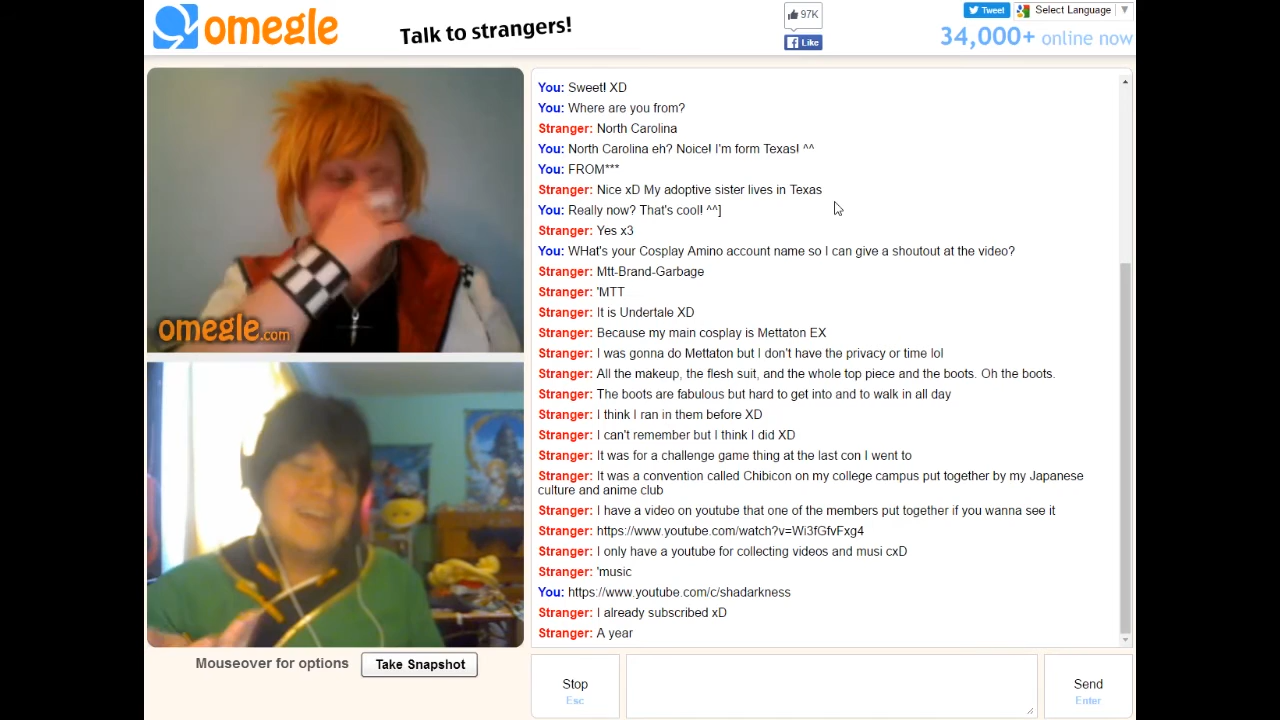 omegle
Talk to strangers!
97K
Like
Tweet
Select Language
34,000+ online now
omegle.com
You: Sweet! XD
You: Where are you from?
Stranger: North Carolina
You: North Carolina eh? Noice! I'm form Texas! ^^
You: FROM***
Stranger: Nice xD My adoptive sister lives in Texas
You: Really now? That's cool! ^^]
Stranger: Yes x3
You: WHat's your Cosplay Amino account name so I can give a shoutout at the video?
Stranger: Mtt-Brand-Garbage
Stranger: 'MTT
Stranger: It is Undertale XD
Stranger: Because my main cosplay is Mettaton EX
Stranger: I was gonna do Mettaton but I don't have the privacy or time lol
Stranger: All the makeup, the flesh suit, and the whole top piece and the boots. Oh the boots.
Stranger: The boots are fabulous but hard to get into and to walk in all day
Stranger: I think I ran in them before XD
Stranger: I can't remember but I think I did XD
Stranger: It was for a challenge game thing at the last con I went to
Stranger: It was a convention called Chibicon on my college campus put together by my Japanese
culture and anime club
Stranger: I have a video on youtube that one of the members put together if you wanna see it
Stranger: https://www.youtube.com/watch?v=Wi3fGfvFxg4
Stranger: I only have a youtube for collecting videos and musi cxD
Stranger: 'music
You: https://www.youtube.com/c/shadarkness
Stranger: I already subscribed xD
Stranger: A year
Mouseover for options
Take Snapshot
Stop
Esc
Send
Enter